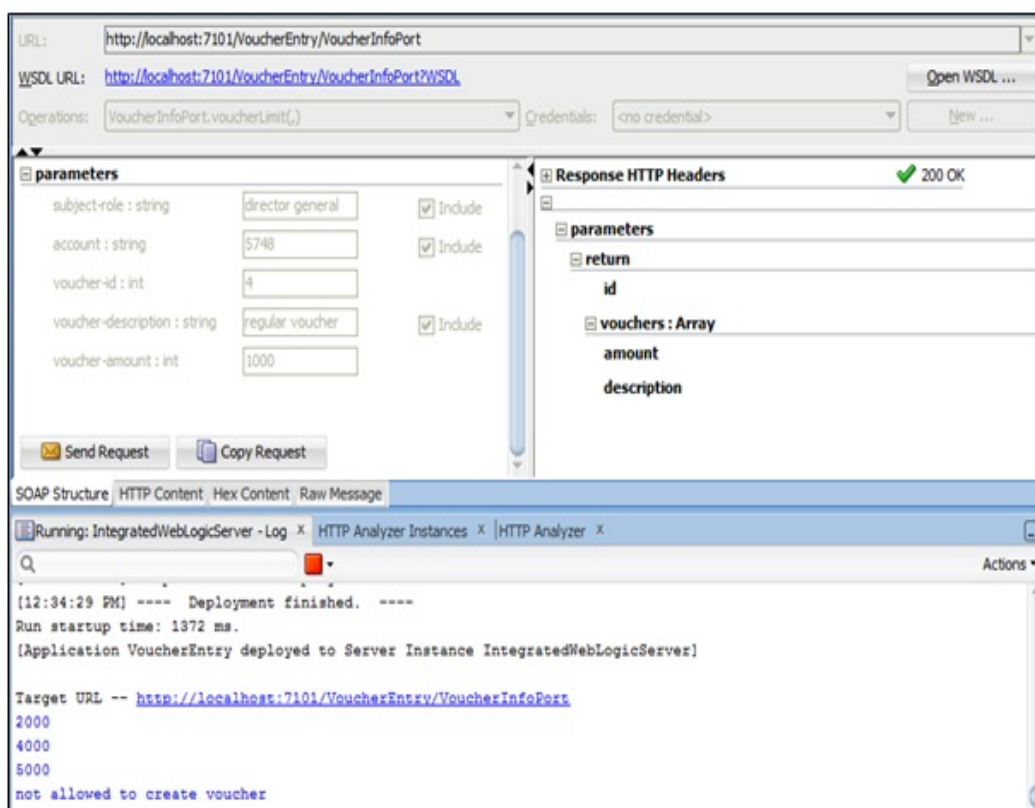 URL: http://localhost:7101/VoucherEntry/VoucherInfoPort
WSDL URL: http://localhost:7101/VoucherEntry/VoucherInfoPort?WSDL Open WSDL ...
Operations: VoucherInfoPort.voucherLimit(,) Credentials: <no credential> New ...
parameters
subject-role : string director general Include
account : string 5748 Include
voucher-id : int 4
voucher-description : string regular voucher Include
voucher-amount : int 1000
Send Request Copy Request
Response HTTP Headers 200 OK
parameters
return
id
vouchers : Array
amount
description
SOAP Structure HTTP Content Hex Content Raw Message
Running: IntegratedWebLogicServer - Log x HTTP Analyzer Instances x HTTP Analyzer x
Actions
[12:34:29 PM] ---- Deployment finished. ----
Run startup time: 1372 ms.
[Application VoucherEntry deployed to Server Instance IntegratedWebLogicServer]
Target URL -- http://localhost:7101/VoucherEntry/VoucherInfoPort
2000
4000
5000
not allowed to create voucher